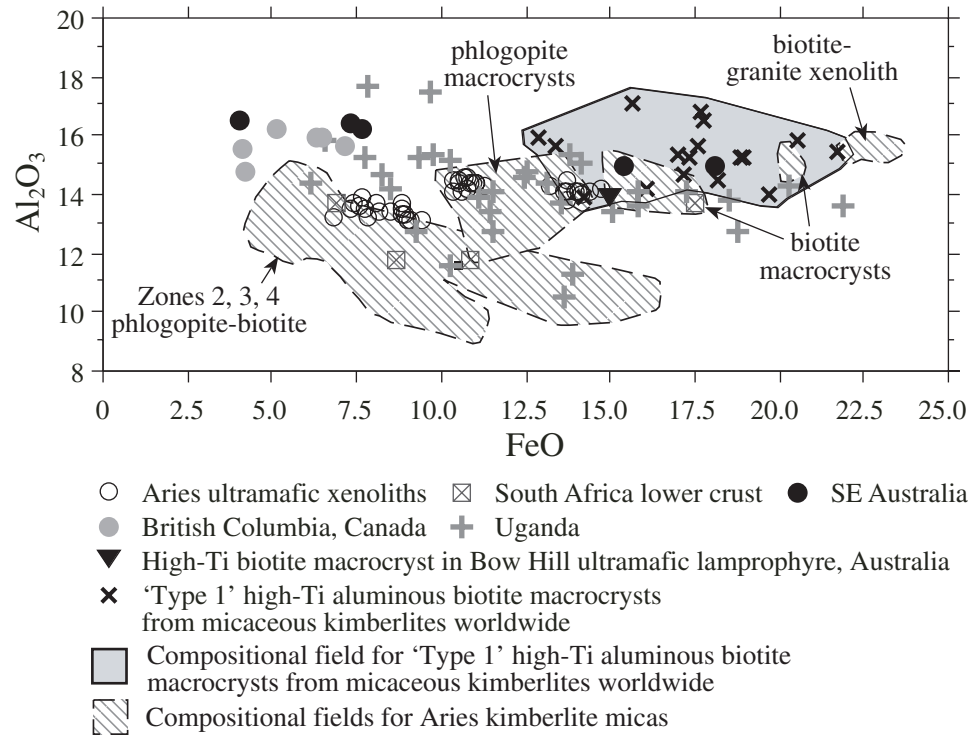 20
18
16
14
12
10
8
Al2O3
phlogopite
macrocrysts
biotite-
granite xenolith
biotite
macrocrysts
Zones 2, 3, 4
phlogopite-biotite
0 2.5 5.0 7.5 10.0 12.5 15.0 17.5 20.0 22.5 25.0
FeO
Aries ultramafic xenoliths South Africa lower crust SE Australia
British Columbia, Canada Uganda
High-Ti biotite macrocryst in Bow Hill ultramafic lamprophyre, Australia
‘Type 1’ high-Ti aluminous biotite macrocrysts
from micaceous kimberlites worldwide
Compositional field for ‘Type 1’ high-Ti aluminous biotite
macrocrysts from micaceous kimberlites worldwide
Compositional fields for Aries kimberlite micas